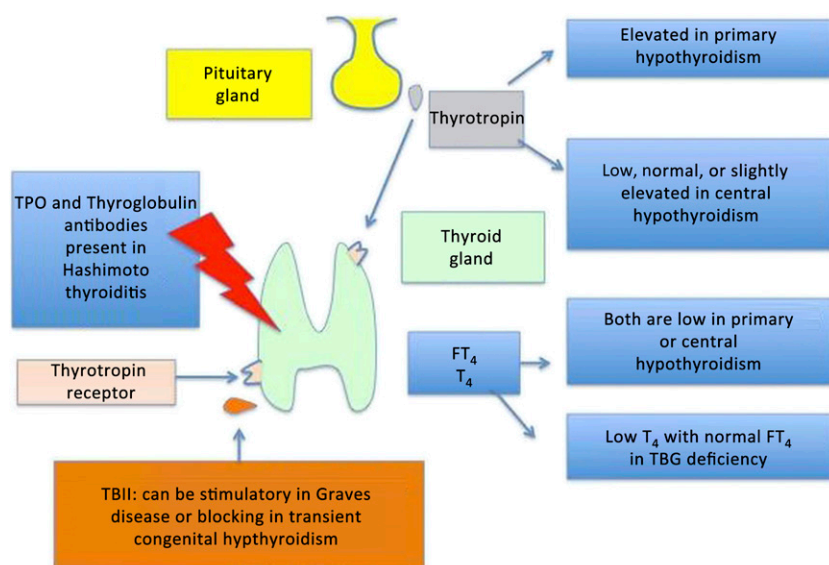 Pituitary
gland
Thyrotropin
Elevated in primary
hypothyroidism
Low, normal, or slightly
elevated in central
hypothyroidism
TPO and Thyroglobulin
antibodies
present in
Hashimoto
thyroiditis
Thyroid
gland
Thyrotropin
receptor
FT₄
T₄
Both are low in primary
or central
hypothyroidism
Low T₄ with normal FT₄
in TBG deficiency
TBII: can be stimulatory in Graves
disease or blocking in transient
congenital hypthyroidism